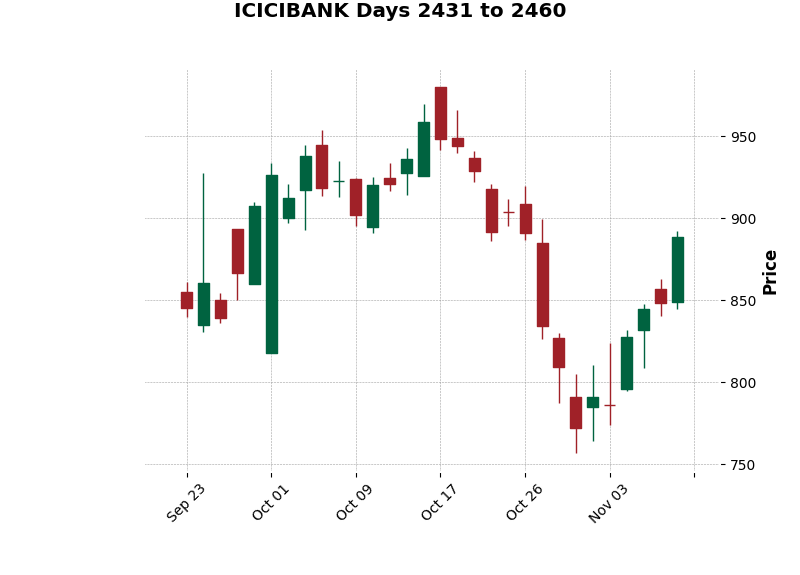 ICICIBANK Days 2431 to 2460
950
900
850
800
750
Price
Sep 23
Oct 01
Oct 09
Oct 17
Oct 26
Nov 03